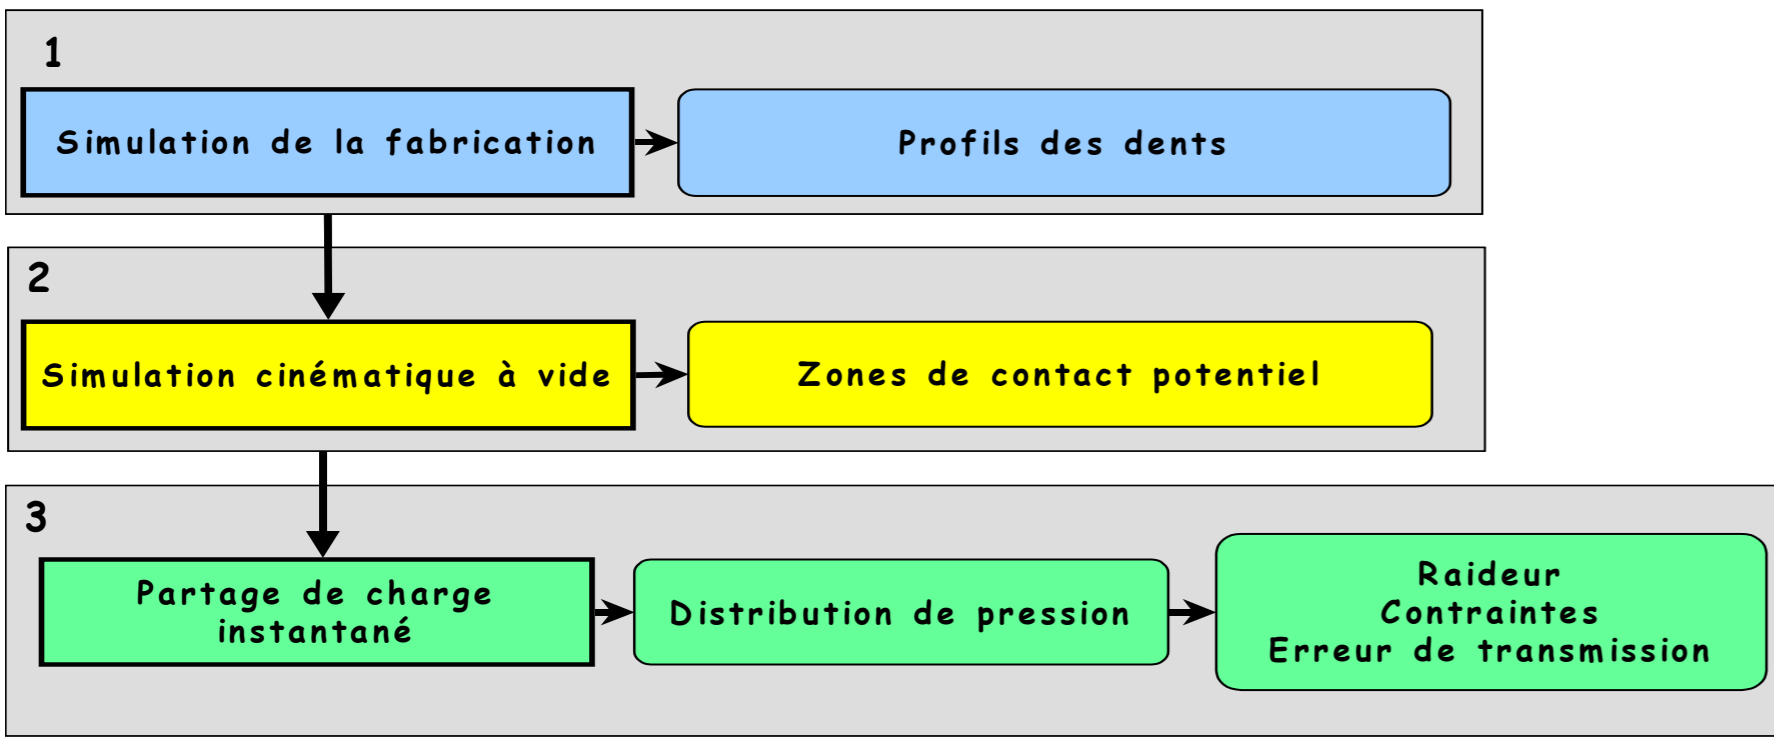 1
Simulation de la fabrication
Profils des dents
2
Simulation cinématique à vide
Zones de contact potentiel
3
Partage de charge
instantané
Distribution de pression
Raideur
Contraintes
Erreur de transmission